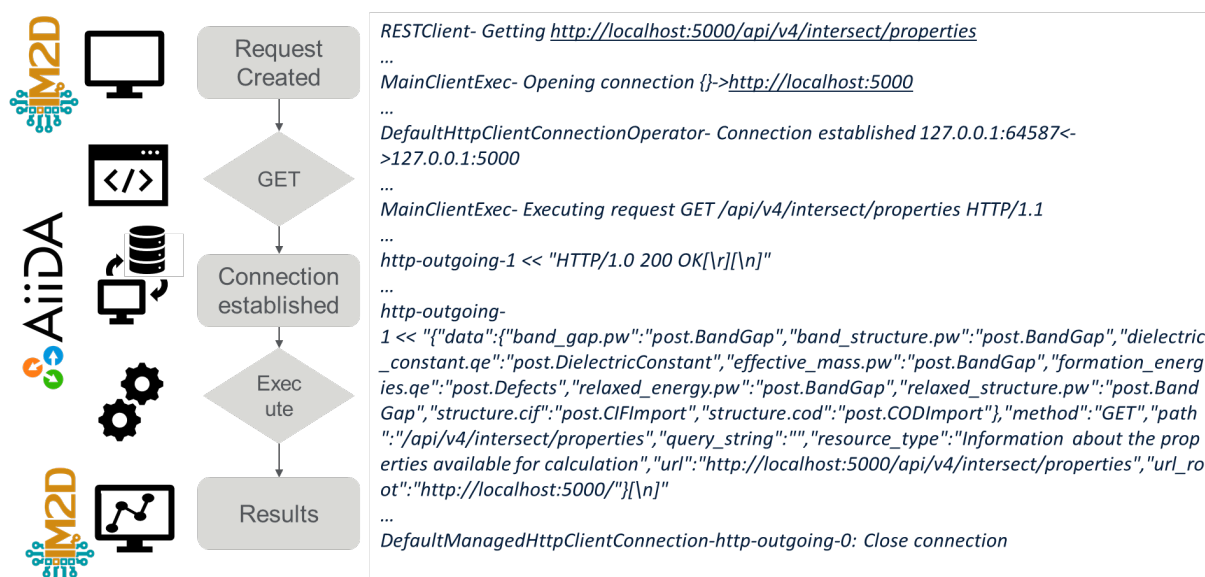 IM2D
Request
Created
GET
</>
AiiDA
Connection
established
Exec
ute
IM2D
Results
RESTClient- Getting http://localhost:5000/api/v4/intersect/properties
...
MainClientExec- Opening connection {}->http://localhost:5000
...
DefaultHttpClientConnectionOperator- Connection established 127.0.0.1:64587<-
>127.0.0.1:5000
...
MainClientExec- Executing request GET /api/v4/intersect/properties HTTP/1.1
...
http-outgoing-1 << "HTTP/1.0 200 OK[\r][\n]"
...
http-outgoing-
1 << "{"data":{"band_gap.pw":"post.BandGap","band_structure.pw":"post.BandGap","dielectric
_constant.qe":"post.DielectricConstant","effective_mass.pw":"post.BandGap","formation_energ
ies.qe":"post.Defects","relaxed_energy.pw":"post.BandGap","relaxed_structure.pw":"post.Band
Gap","structure.cif":"post.CIFImport","structure.cod":"post.CODImport"},"method":"GET","path
":"/api/v4/intersect/properties","query_string":"","resource_type":"Information about the prop
erties available for calculation","url":"http://localhost:5000/api/v4/intersect/properties","url_ro
ot":"http://localhost:5000/"}[\n]"
...
DefaultManagedHttpClientConnection-http-outgoing-0: Close connection